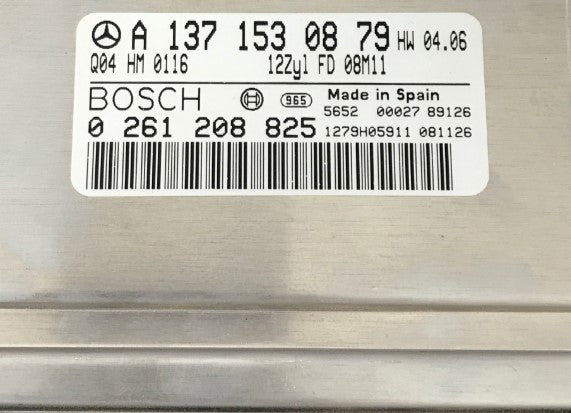 A 137 153 08 79 HW 04.06
Q04 HM 0116 12Zyl FD 08M11
BOSCH 965 Made in Spain
5652 00027 89126
0 261 208 825 1279H05911 081126